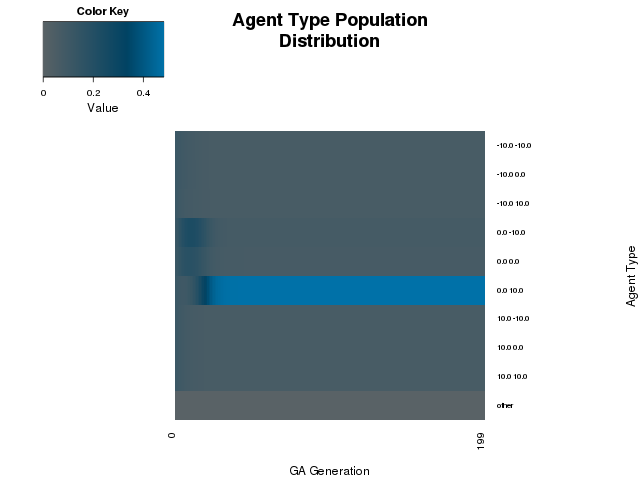 Color Key
0 0.2 0.4
Value
Agent Type Population
Distribution
-10.0 -10.0
-10.0 0.0
-10.0 10.0
0.0 -10.0
0.0 0.0
0.0 10.0
10.0 -10.0
10.0 0.0
10.0 10.0
other
Agent Type
0 199
GA Generation